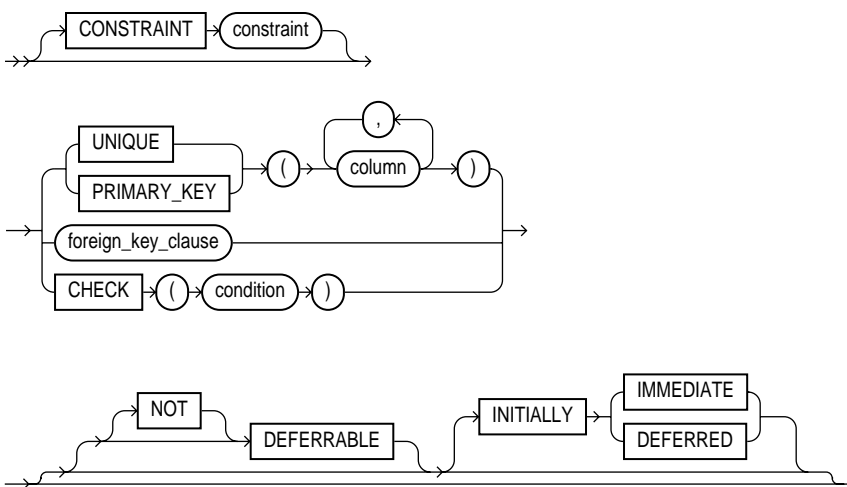 CONSTRAINT constraint
,
UNIQUE
( column )
PRIMARY_KEY
foreign_key_clause
CHECK ( condition )
NOT
IMMEDIATE
INITIALLY
DEFERRABLE DEFERRED